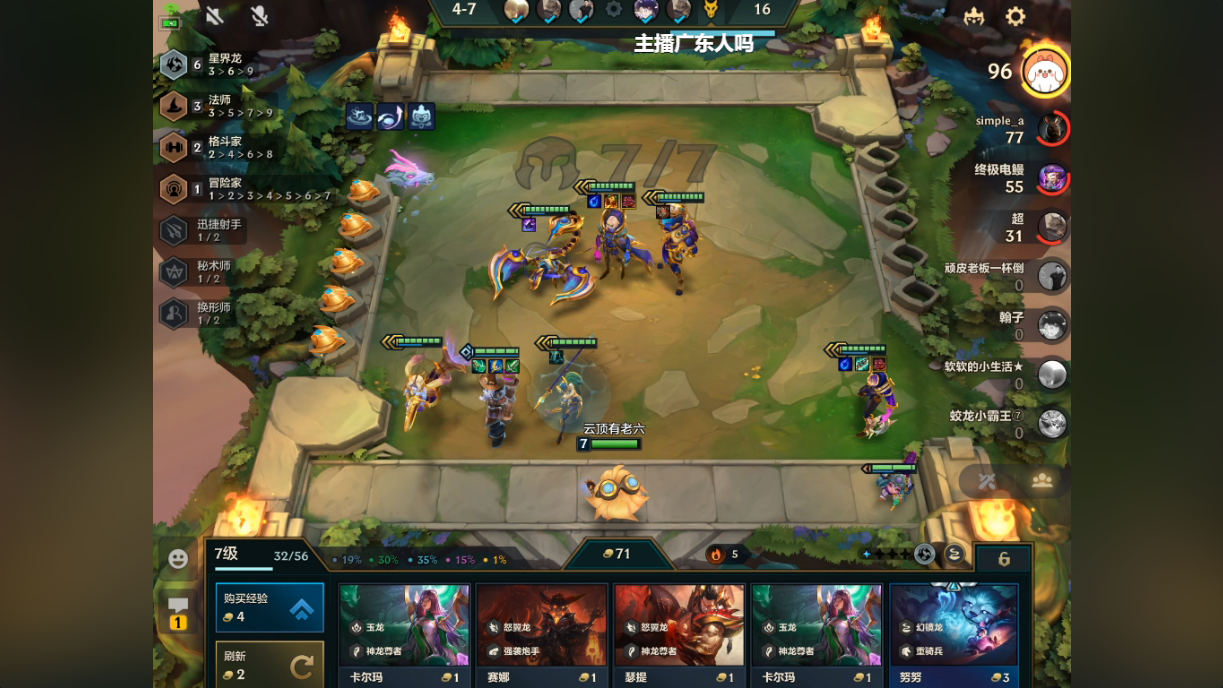 4-7
16
主播广东人吗
6
星界龙
3 > 6 > 9
3
法师
3 > 5 > 7 > 9
2
格斗家
2 > 4 > 6 > 8
1
冒险家
1 > 2 > 3 > 4 > 5 > 6 > 7
迅捷射手
1 / 2
秘术师
1 / 2
换形师
1 / 2
7/7
96
simple_a
77
终极电鳗
55
超
31
顽皮老板一杯倒
0
翰子
0
软软的小生活★
0
蛟龙小霸王⑦
0
云顶有老六
7
7级
32/56
19%
30%
35%
15%
1%
71
5
6
1
购买经验
4
刷新
2
玉龙
神龙尊者
卡尔玛
1
怒翼龙
强袭炮手
赛娜
1
怒翼龙
神龙尊者
瑟提
1
玉龙
神龙尊者
卡尔玛
1
幻镜龙
重骑兵
努努
3